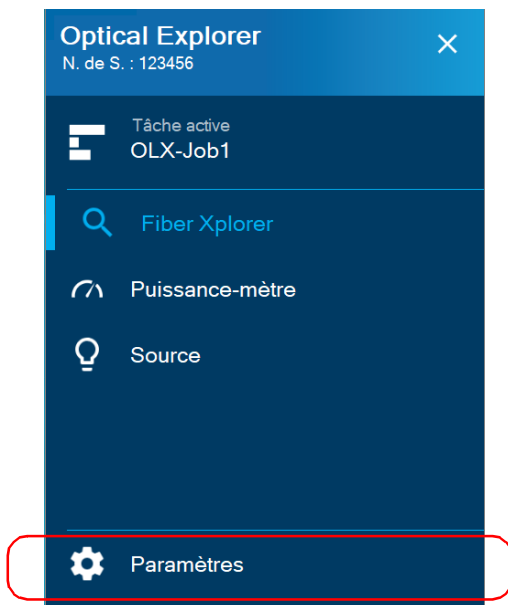 Optical Explorer
N. de S. : 123456
Tâche active
OLX-Job1
Fiber Xplorer
Puissance-mètre
Source
Paramètres